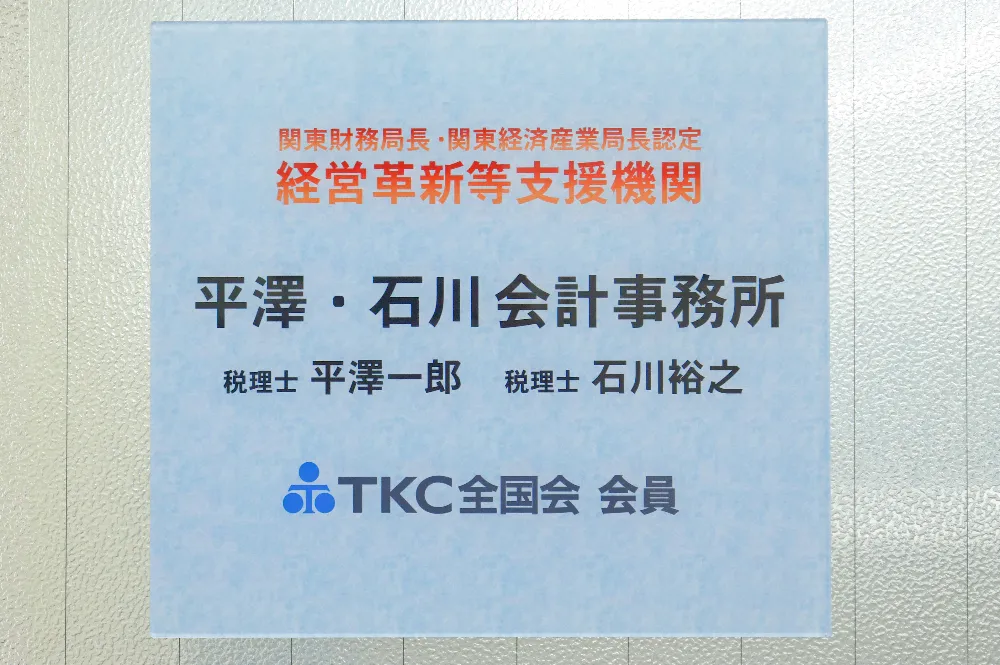 関東財務局長・関東経済産業局長認定
経営革新等支援機関
平澤・石川 会計事務所
税理士 平澤一郎 税理士 石川裕之
TKC全国会 会員